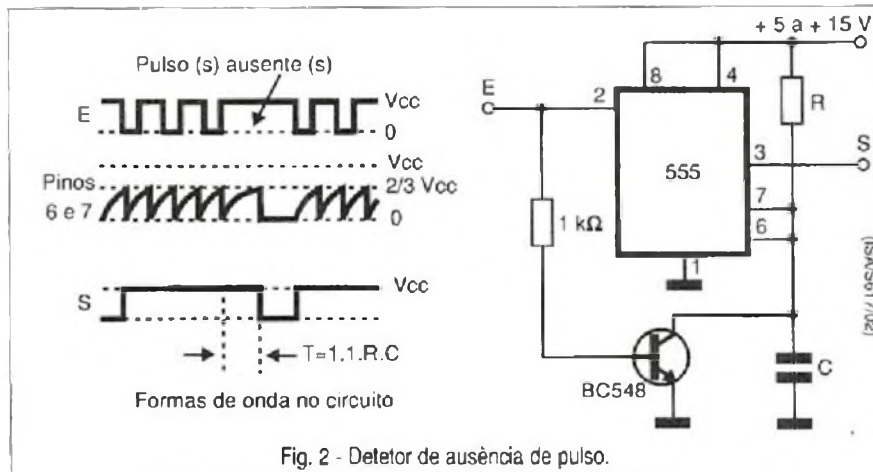 Pulso (s) ausente (s)
E
Vcc
0
Vcc
Pinos
6 e 7
2/3 Vcc
0
S
Vcc
T=1,1.R.C
Formas de onda no circuito
+ 5 a + 15 V
E
2
8
4
R
555
3
S
7
6
1 kΩ
1
BC548
C
Fig. 2 - Detetor de ausência de pulso.